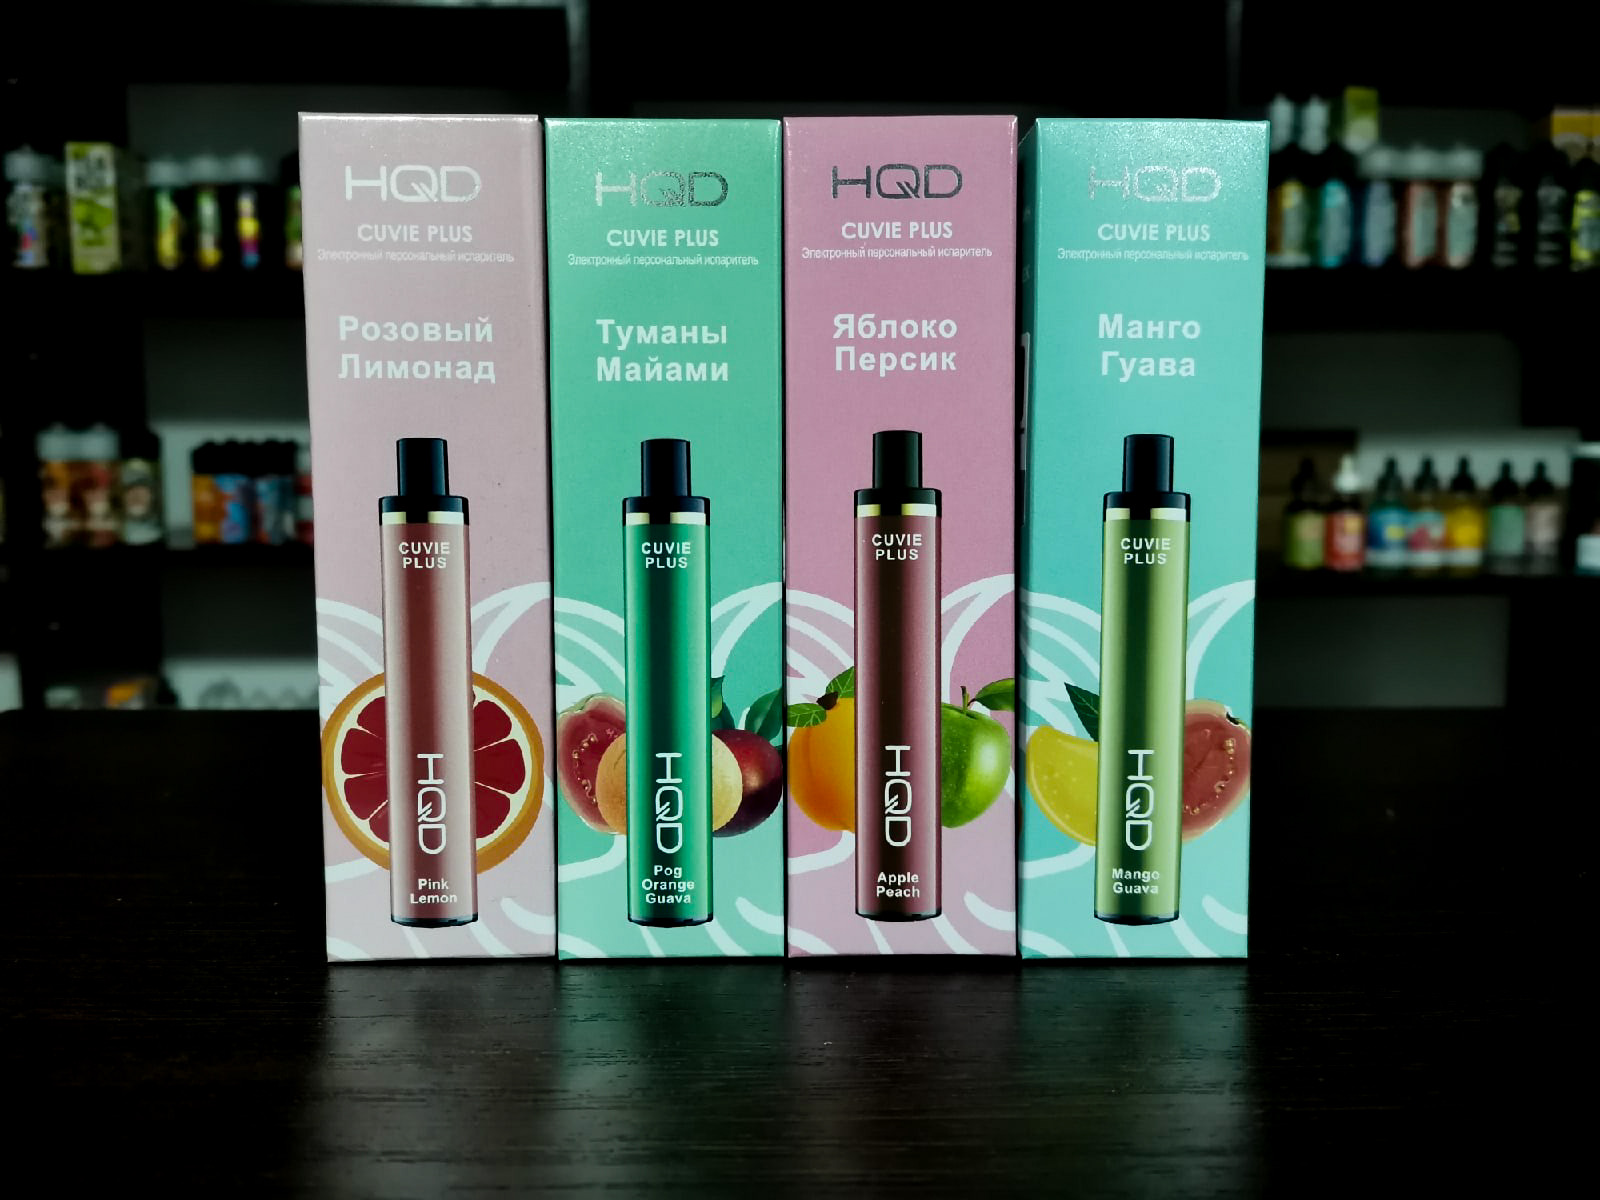 HQD
CUVIE PLUS
Электронный персональный испаритель
Розовый
Лимонад
CUVIE
PLUS
HQD
Pink
Lemon
HQD
CUVIE PLUS
Электронный персональный испаритель
Туманы
Майами
CUVIE
PLUS
HQD
Pog
Orange
Guava
HQD
CUVIE PLUS
Электронный персональный испаритель
Яблоко
Персик
CUVIE
PLUS
HQD
Apple
Peach
HQD
CUVIE PLUS
Электронный персональный испаритель
Манго
Гуава
CUVIE
PLUS
HQD
Mango
Guava